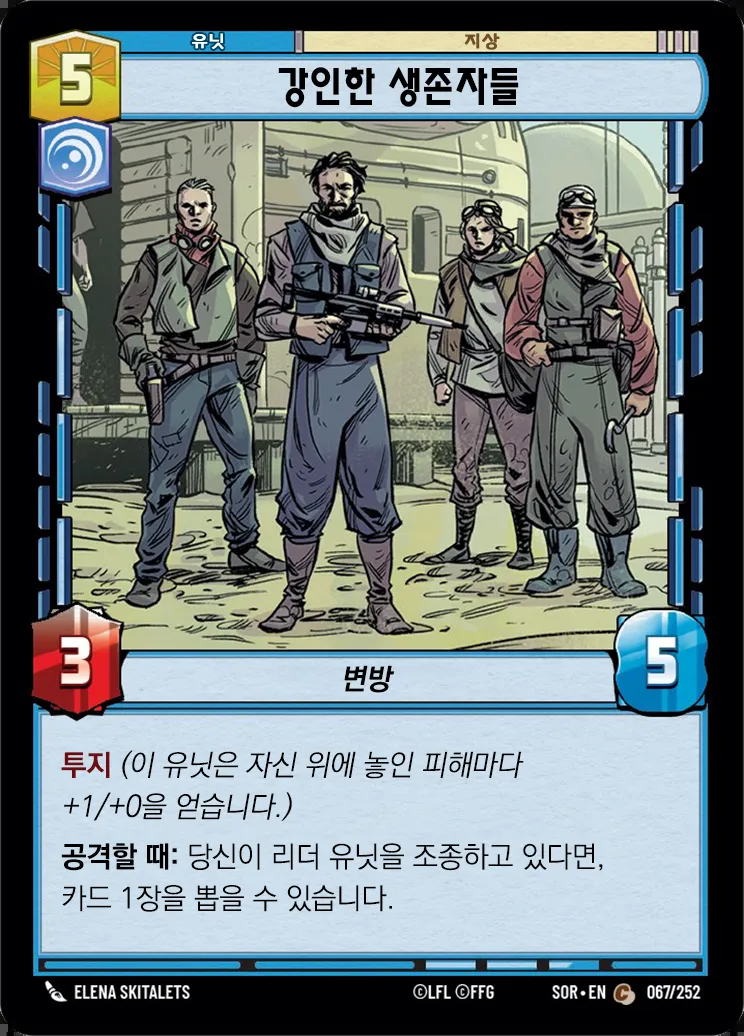 유닛
지상
5
강인한 생존자들
3
변방
5
투지 (이 유닛은 자신 위에 놓인 피해마다
+1/+0을 얻습니다.)
공격할 때: 당신이 리더 유닛을 조종하고 있다면,
카드 1장을 뽑을 수 있습니다.
ELENA SKITALETS
©LFL ©FFG
SOR•EN C 067/252